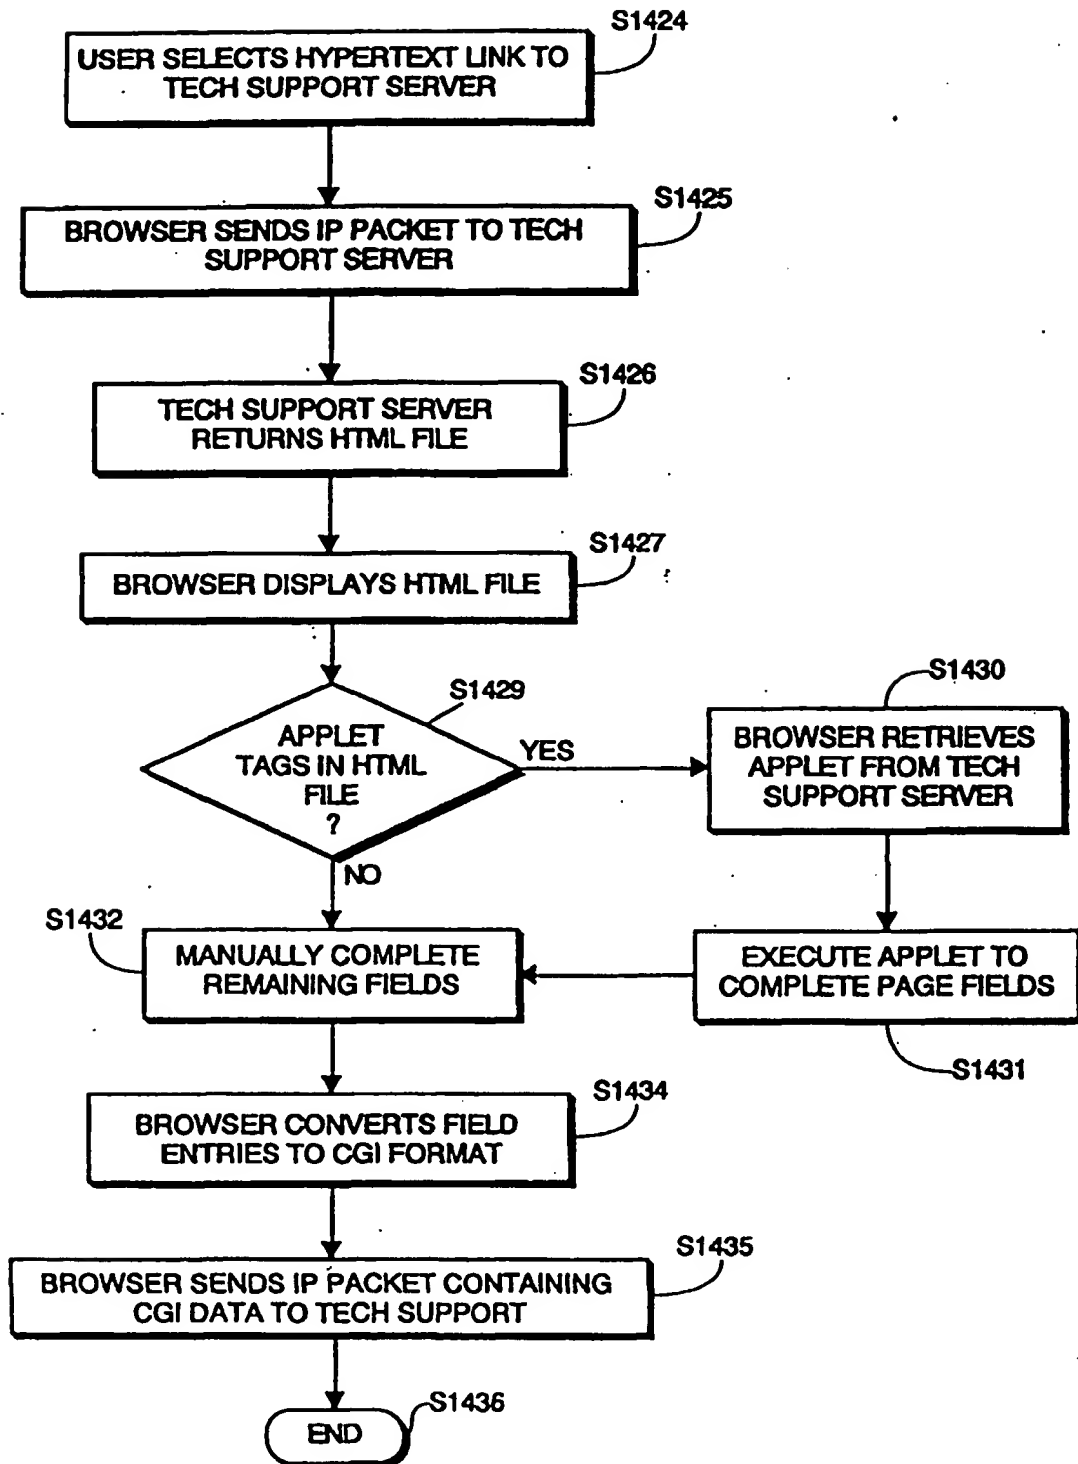 S1424
USER SELECTS HYPERTEXT LINK TO
TECH SUPPORT SERVER
S1425
BROWSER SENDS IP PACKET TO TECH
SUPPORT SERVER
S1426
TECH SUPPORT SERVER
RETURNS HTML FILE
S1427
BROWSER DISPLAYS HTML FILE
S1429
APPLET
TAGS IN HTML
FILE
?
YES
NO
S1430
BROWSER RETRIEVES
APPLET FROM TECH
SUPPORT SERVER
EXECUTE APPLET TO
COMPLETE PAGE FIELDS
S1431
S1432
MANUALLY COMPLETE
REMAINING FIELDS
S1434
BROWSER CONVERTS FIELD
ENTRIES TO CGI FORMAT
S1435
BROWSER SENDS IP PACKET CONTAINING
CGI DATA TO TECH SUPPORT
S1436
END